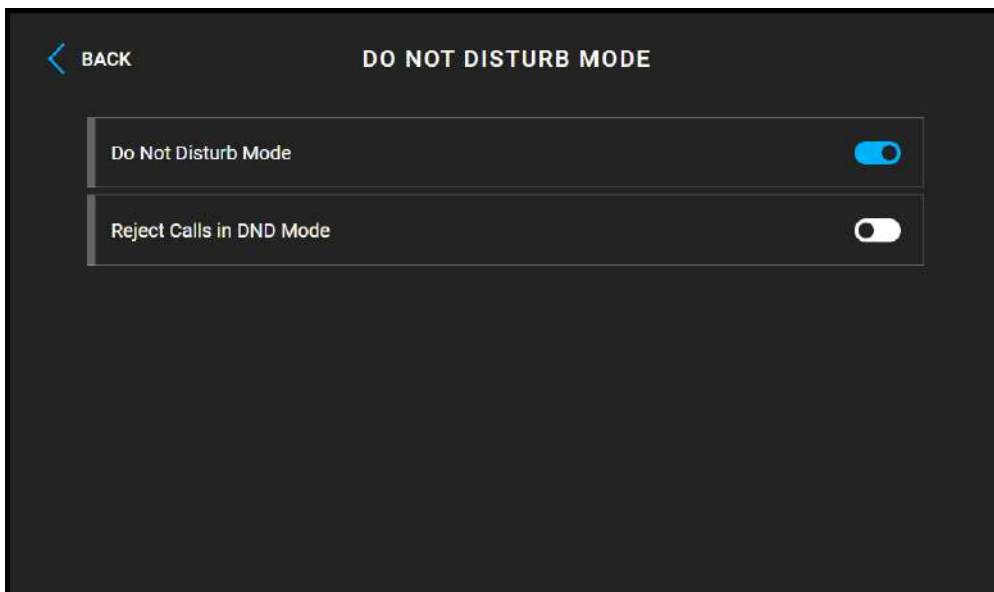 BACK
DO NOT DISTURB MODE
Do Not Disturb Mode
Reject Calls in DND Mode